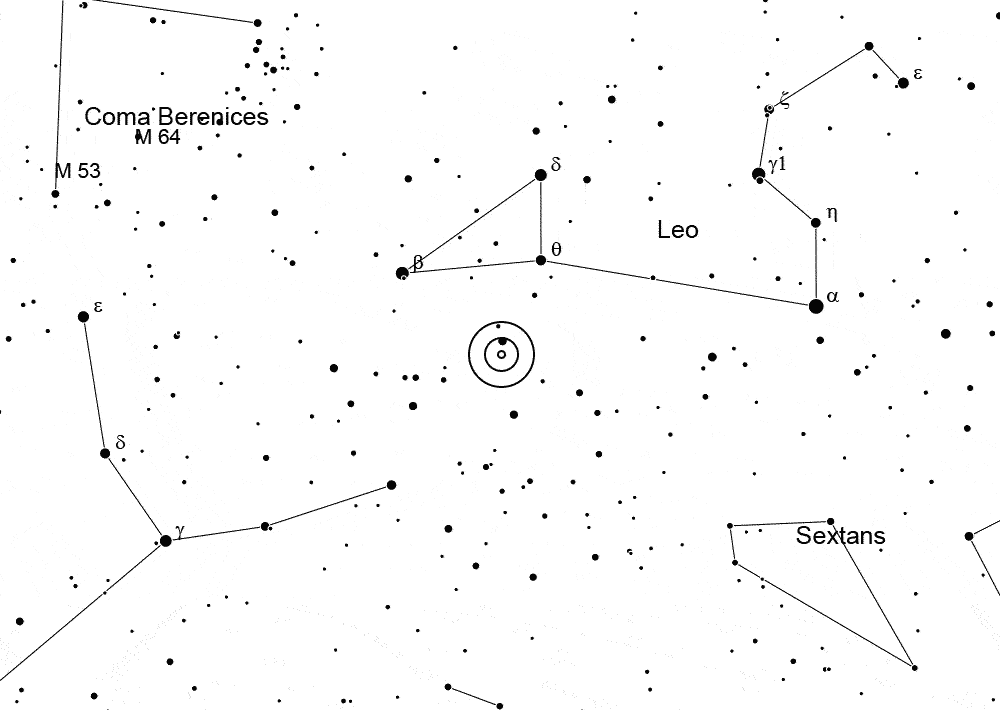 ε
ζ
Coma Berenices
M 64
M 53
δ
γ1
η
Leo
θ
β
α
ε
δ
γ
Sextans